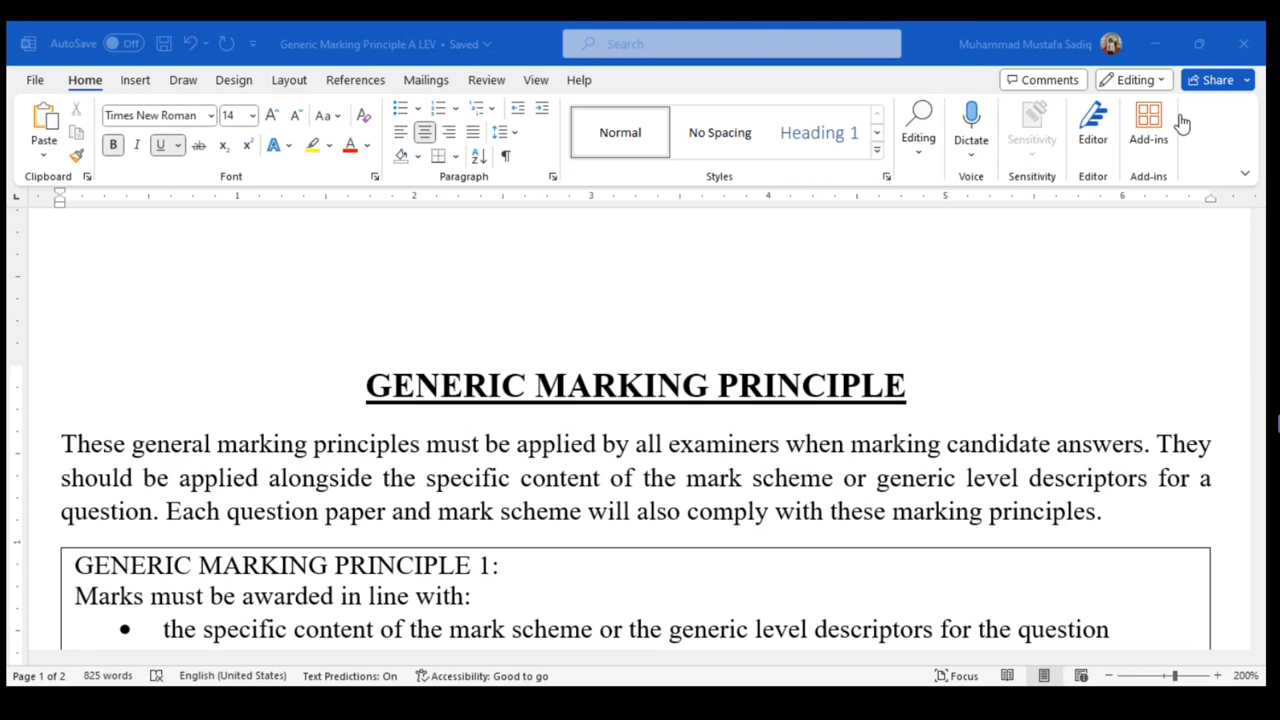 AutoSave Off Generic Marking Principle A LEV • Saved Search Muhammad Mustafa Sadiq
File Home Insert Draw Design Layout References Mailings Review View Help Comments Editing Share
Paste Times New Roman 14 Normal No Spacing Heading 1 Editing Dictate Sensitivity Editor Add-ins
Clipboard Font Paragraph Styles Voice Sensitivity Editor Add-ins
1 2 3 4 5 6
GENERIC MARKING PRINCIPLE
These general marking principles must be applied by all examiners when marking candidate answers. They
should be applied alongside the specific content of the mark scheme or generic level descriptors for a
question. Each question paper and mark scheme will also comply with these marking principles.
GENERIC MARKING PRINCIPLE 1:
Marks must be awarded in line with:
• the specific content of the mark scheme or the generic level descriptors for the question
Page 1 of 2 825 words English (United States) Text Predictions: On Accessibility: Good to go Focus 200%